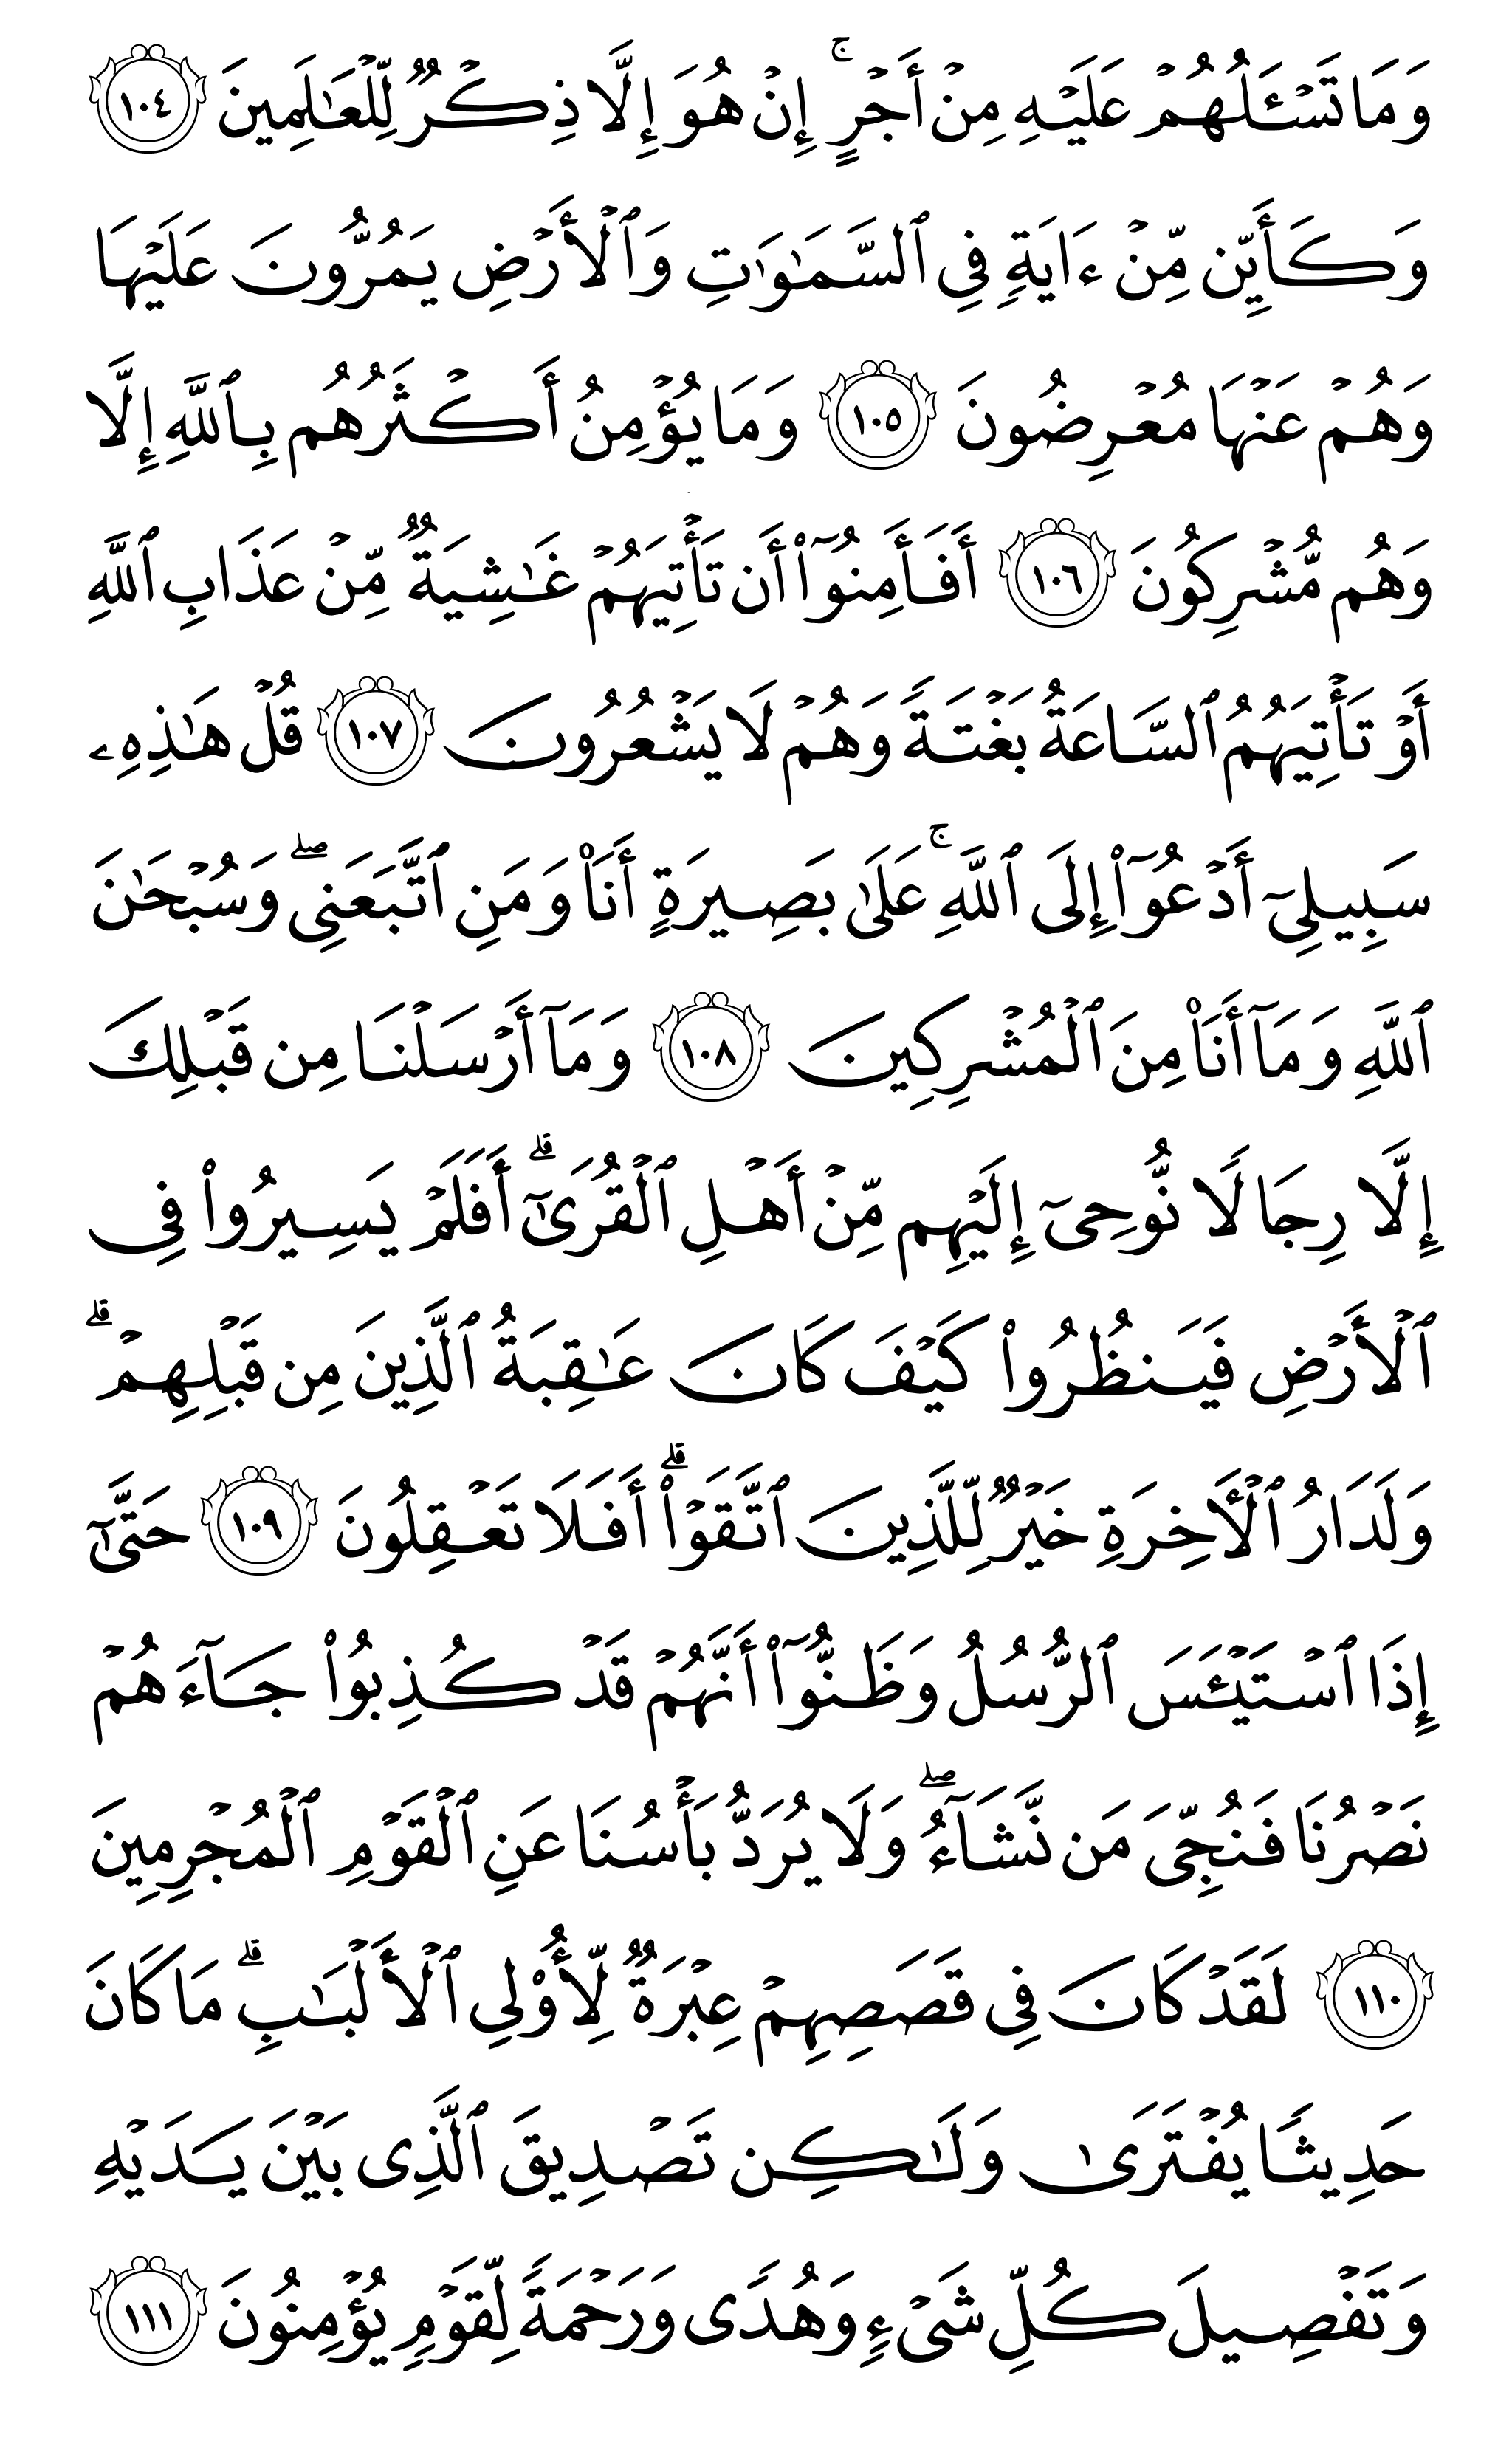 وَمَا تَسۡـَٔلُهُمۡ عَلَيۡهِ مِنۡ أَجۡرٍۚ إِنۡ هُوَ إِلَّا ذِكۡرٞ لِّلۡعَٰلَمِينَ ١٠٤
وَكَأَيِّن مِّنۡ ءَايَةٖ فِي ٱلسَّمَٰوَٰتِ وَٱلۡأَرۡضِ يَمُرُّونَ عَلَيۡهَا
وَهُمۡ عَنۡهَا مُعۡرِضُونَ ١٠٥ وَمَا يُؤۡمِنُ أَكۡثَرُهُم بِٱللَّهِ إِلَّا
وَهُم مُّشۡرِكُونَ ١٠٦ أَفَأَمِنُوٓاْ أَن تَأۡتِيَهُمۡ غَٰشِيَةٞ مِّنۡ عَذَابِ ٱللَّهِ
أَوۡ تَأۡتِيَهُمُ ٱلسَّاعَةُ بَغۡتَةٗ وَهُمۡ لَا يَشۡعُرُونَ ١٠٧ قُلۡ هَٰذِهِۦ
سَبِيلِيٓ أَدۡعُوٓاْ إِلَى ٱللَّهِۚ عَلَىٰ بَصِيرَةٍ أَنَا۠ وَمَنِ ٱتَّبَعَنِيۖ وَسُبۡحَٰنَ
ٱللَّهِ وَمَآ أَنَا۠ مِنَ ٱلۡمُشۡرِكِينَ ١٠٨ وَمَآ أَرۡسَلۡنَا مِن قَبۡلِكَ
إِلَّا رِجَالٗا نُّوحِيٓ إِلَيۡهِم مِّنۡ أَهۡلِ ٱلۡقُرَىٰٓۗ أَفَلَمۡ يَسِيرُواْ فِي
ٱلۡأَرۡضِ فَيَنظُرُواْ كَيۡفَ كَانَ عَٰقِبَةُ ٱلَّذِينَ مِن قَبۡلِهِمۡۗ
وَلَدَارُ ٱلۡأٓخِرَةِ خَيۡرٞ لِّلَّذِينَ ٱتَّقَوۡاْۗ أَفَلَا تَعۡقِلُونَ ١٠٩ حَتَّىٰٓ
إِذَا ٱسۡتَيۡـَٔسَ ٱلرُّسُلُ وَظَنُّوٓاْ أَنَّهُمۡ قَدۡ كُذِبُواْ جَآءَهُمۡ
نَصۡرُنَا فَنُجِّيَ مَن نَّشَآءُۖ وَلَا يُرَدُّ بَأۡسُنَا عَنِ ٱلۡقَوۡمِ ٱلۡمُجۡرِمِينَ
١١٠ لَقَدۡ كَانَ فِي قَصَصِهِمۡ عِبۡرَةٞ لِّأُوْلِي ٱلۡأَلۡبَٰبِۗ مَا كَانَ
حَدِيثٗا يُفۡتَرَىٰ وَلَٰكِن تَصۡدِيقَ ٱلَّذِي بَيۡنَ يَدَيۡهِ
وَتَفۡصِيلَ كُلِّ شَيۡءٖ وَهُدٗى وَرَحۡمَةٗ لِّقَوۡمٖ يُؤۡمِنُونَ ١١١